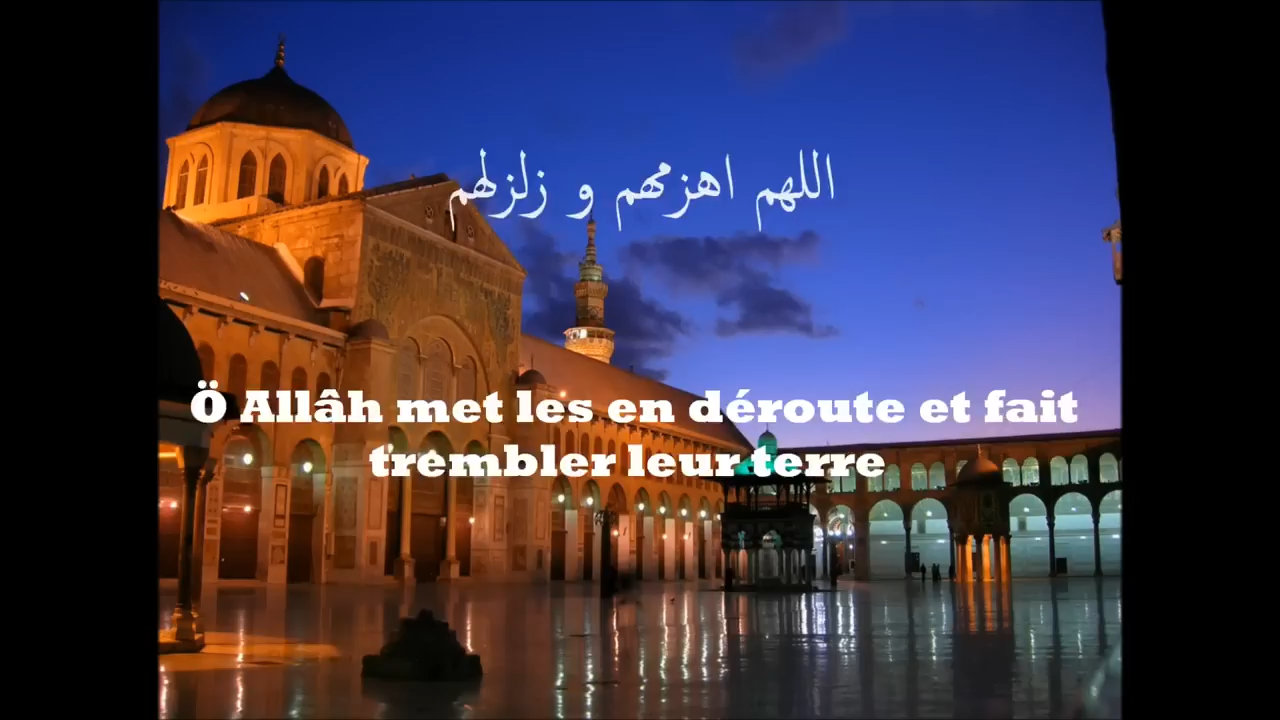 اللهم اهزمهم و زلزلهم
Ö Allâh met les en déroute et fait
trembler leur terre